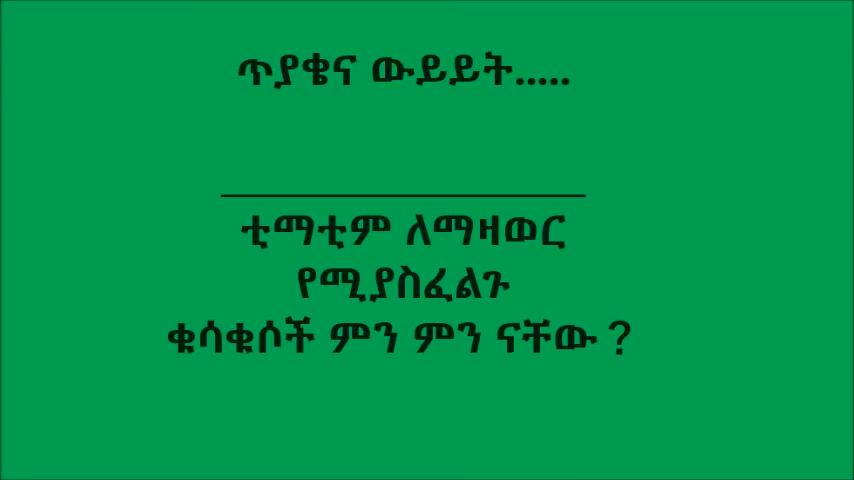 ጥያቄና ውይይት.....
ቲማቲም ለማዛወር
የሚያስፈልጉ
ቁሳቁሶች ምን ምን ናቸው ?